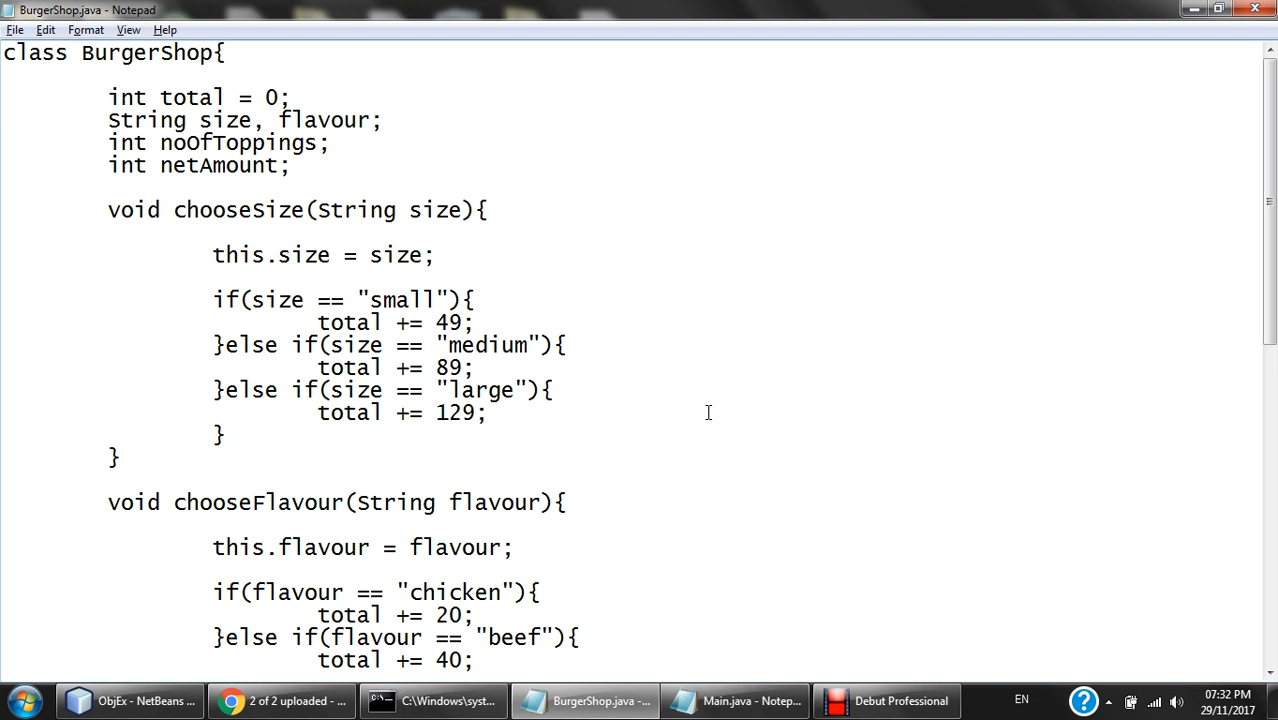 BurgerShop.java - Notepad
File Edit Format View Help
class BurgerShop{
int total = 0;
String size, flavour;
int noOfToppings;
int netAmount;
void chooseSize(String size){
this.size = size;
if(size == "small"){
total += 49;
}else if(size == "medium"){
total += 89;
}else if(size == "large"){
total += 129;
}
}
void chooseFlavour(String flavour){
this.flavour = flavour;
if(flavour == "chicken"){
total += 20;
}else if(flavour == "beef"){
total += 40;
ObjEx - NetBeans ... 2 of 2 uploaded - ... C:\Windows\syst... BurgerShop.java -... Main.java - Notep... Debut Professional EN 07:32 PM
29/11/2017